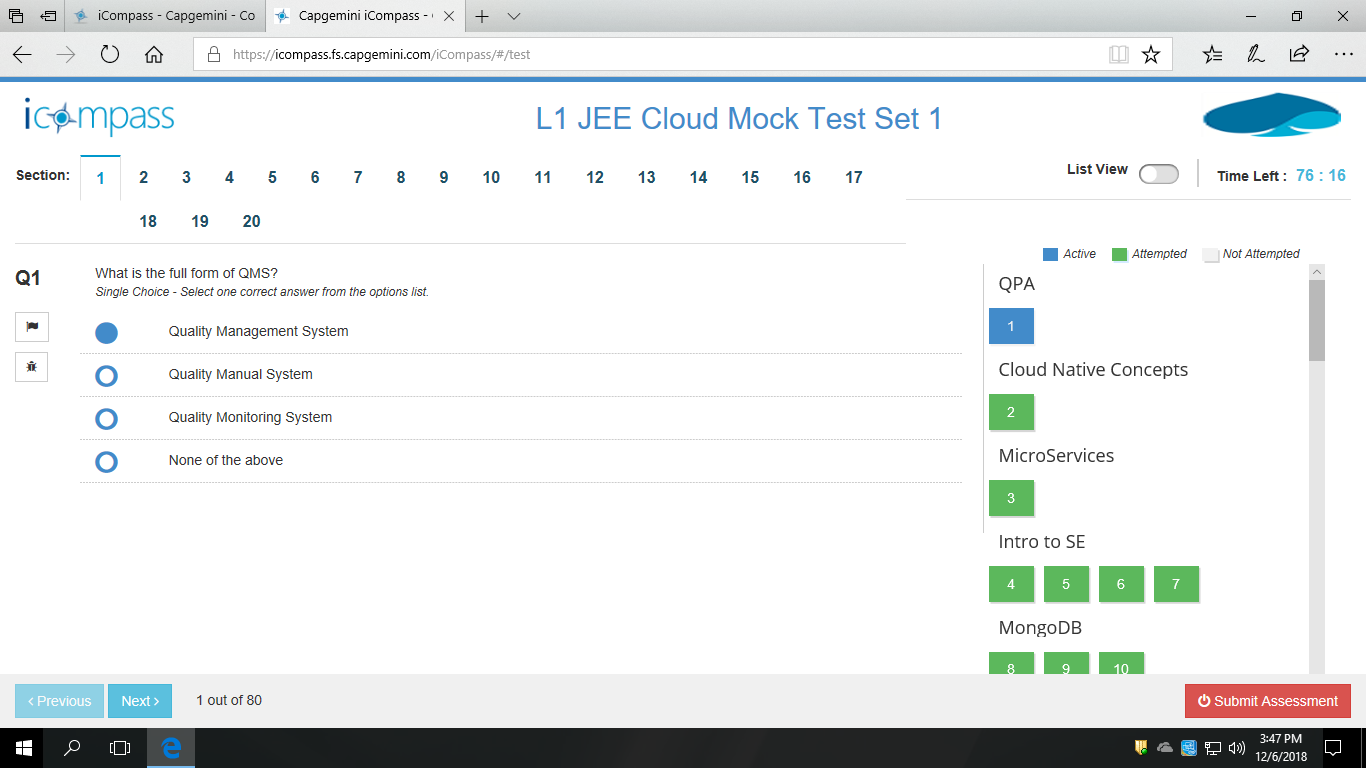 iCompass - Capgemini - Co
Capgemini iCompass -
https://icompass.fs.capgemini.com/iCompass/#/test
icompass
L1 JEE Cloud Mock Test Set 1
Section: 1 2 3 4 5 6 7 8 9 10 11 12 13 14 15 16 17
18 19 20
List View
Time Left : 76 : 16
Active Attempted Not Attempted
Q1
What is the full form of QMS?
Single Choice - Select one correct answer from the options list.
Quality Management System
Quality Manual System
Quality Monitoring System
None of the above
QPA
1
Cloud Native Concepts
2
MicroServices
3
Intro to SE
4 5 6 7
MongoDB
8 9 10
‹ Previous
Next ›
1 out of 80
Submit Assessment
3:47 PM
12/6/2018